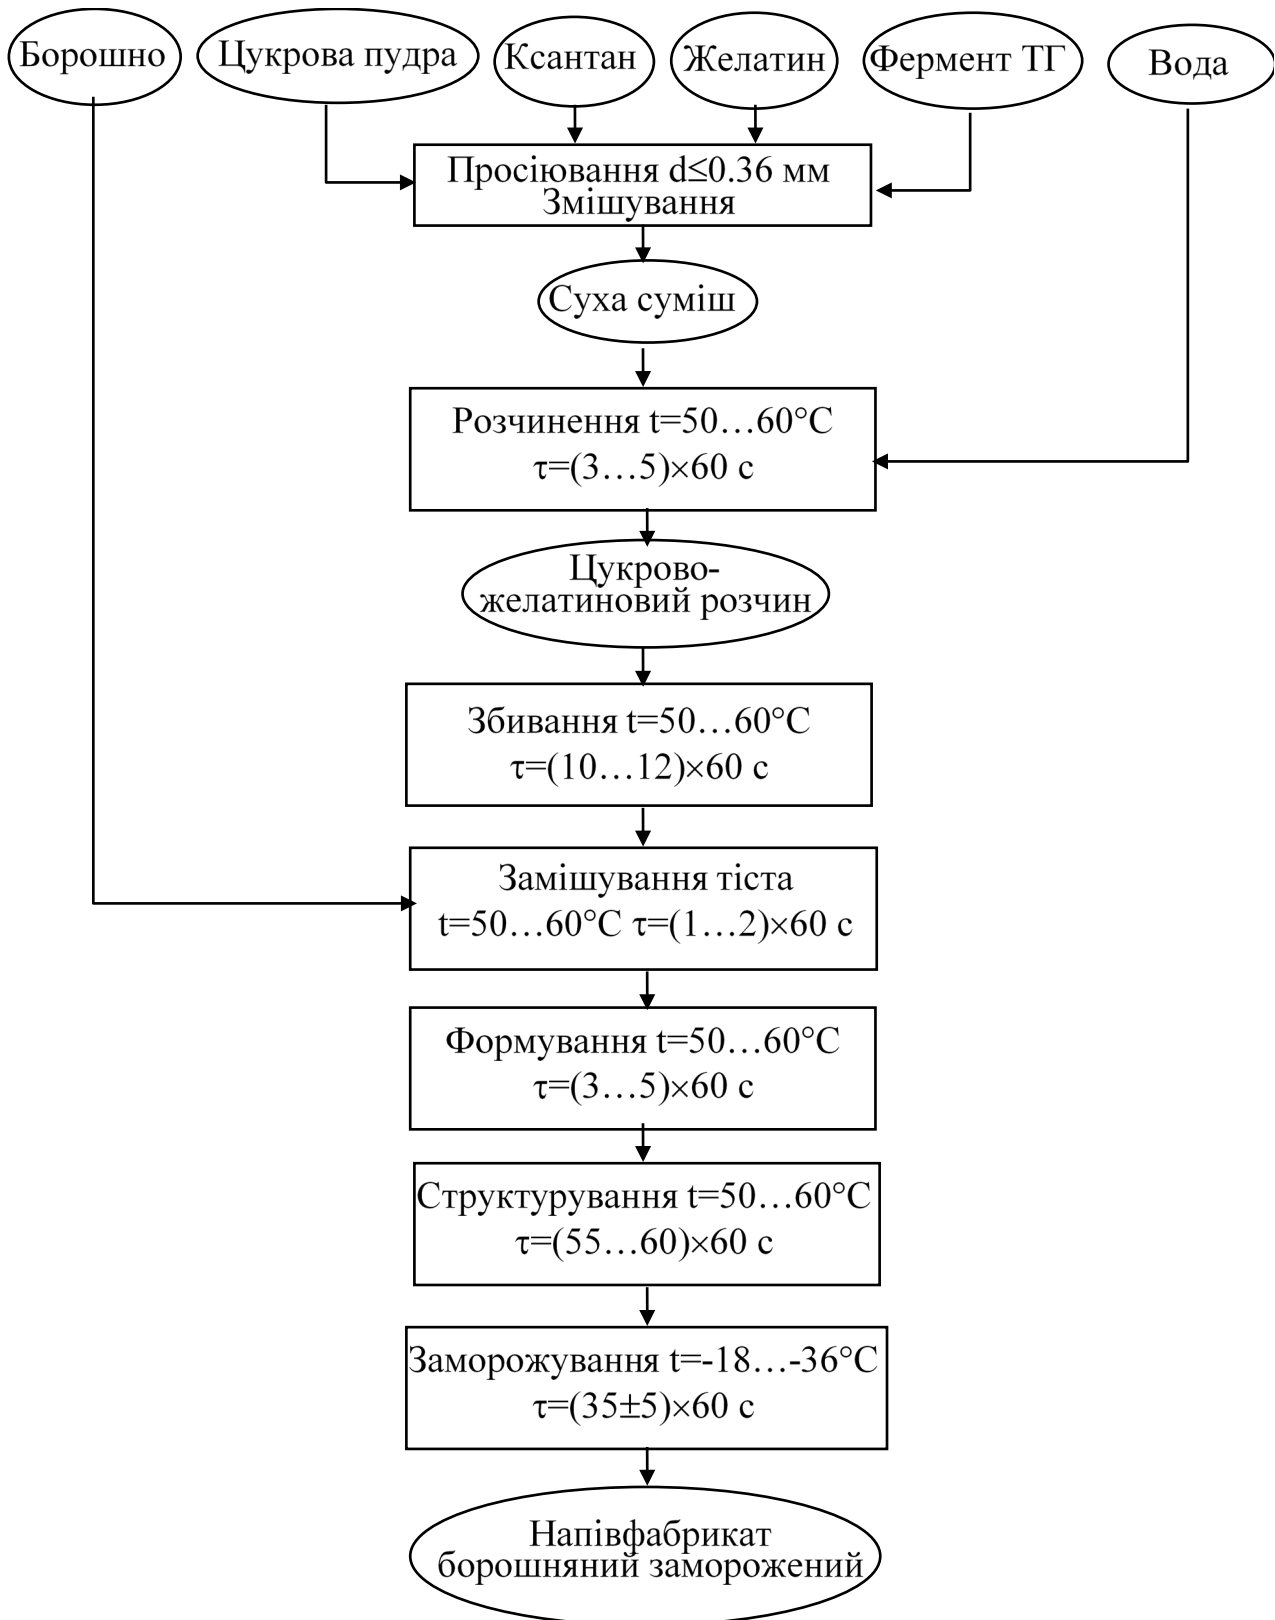 Борошно
Цукрова пудра
Ксантан
Желатин
Фермент ТГ
Вода
Просіювання d≤0.36 мм
Змішування
Суха суміш
Розчинення t=50…60°С
τ=(3…5)×60 с
Цукрово-
желатиновий розчин
Збивання t=50…60°С
τ=(10…12)×60 с
Замішування тіста
t=50…60°С τ=(1…2)×60 с
Формування t=50…60°С
τ=(3…5)×60 с
Структурування t=50…60°С
τ=(55…60)×60 с
Заморожування t=-18…-36°С
τ=(35±5)×60 с
Напівфабрикат
борошняний заморожений